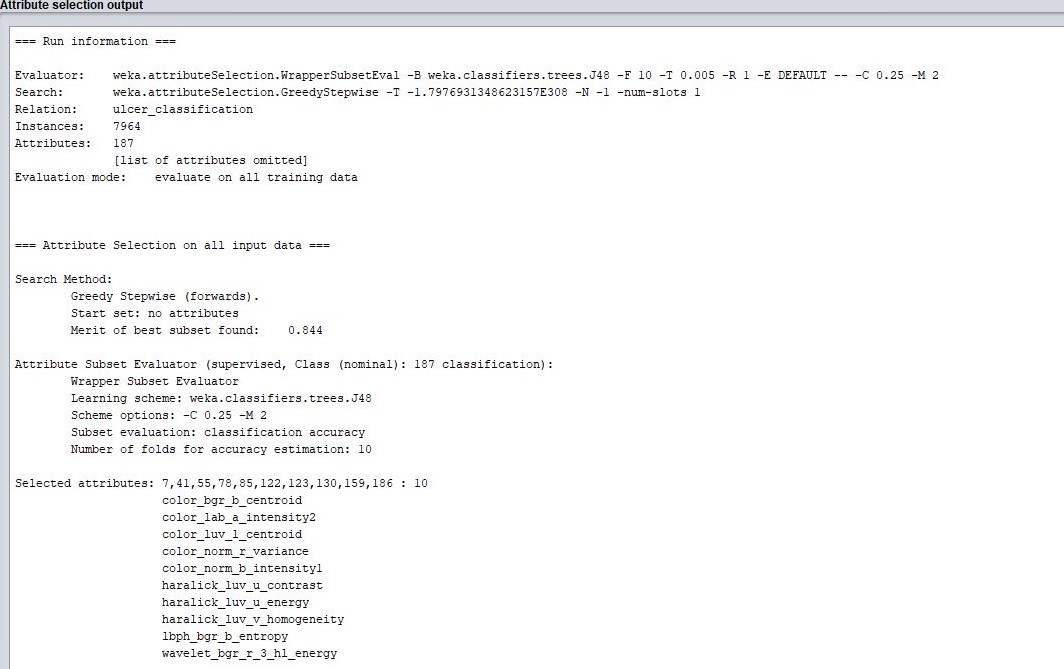 Attribute selection output
=== Run information ===
Evaluator: weka.attributeSelection.WrapperSubsetEval -B weka.classifiers.trees.J48 -F 10 -T 0.005 -R 1 -E DEFAULT -- -C 0.25 -M 2
Search: weka.attributeSelection.GreedyStepwise -T -1.7976931348623157E308 -N -1 -num-slots 1
Relation: ulcer_classification
Instances: 7964
Attributes: 187
[list of attributes omitted]
Evaluation mode: evaluate on all training data
=== Attribute Selection on all input data ===
Search Method:
Greedy Stepwise (forwards).
Start set: no attributes
Merit of best subset found: 0.844
Attribute Subset Evaluator (supervised, Class (nominal): 187 classification):
Wrapper Subset Evaluator
Learning scheme: weka.classifiers.trees.J48
Scheme options: -C 0.25 -M 2
Subset evaluation: classification accuracy
Number of folds for accuracy estimation: 10
Selected attributes: 7,41,55,78,85,122,123,130,159,186 : 10
color_bgr_b_centroid
color_lab_a_intensity2
color_luv_l_centroid
color_norm_r_variance
color_norm_b_intensity1
haralick_luv_u_contrast
haralick_luv_u_energy
haralick_luv_v_homogeneity
lbph_bgr_b_entropy
wavelet_bgr_r_3_hl_energy